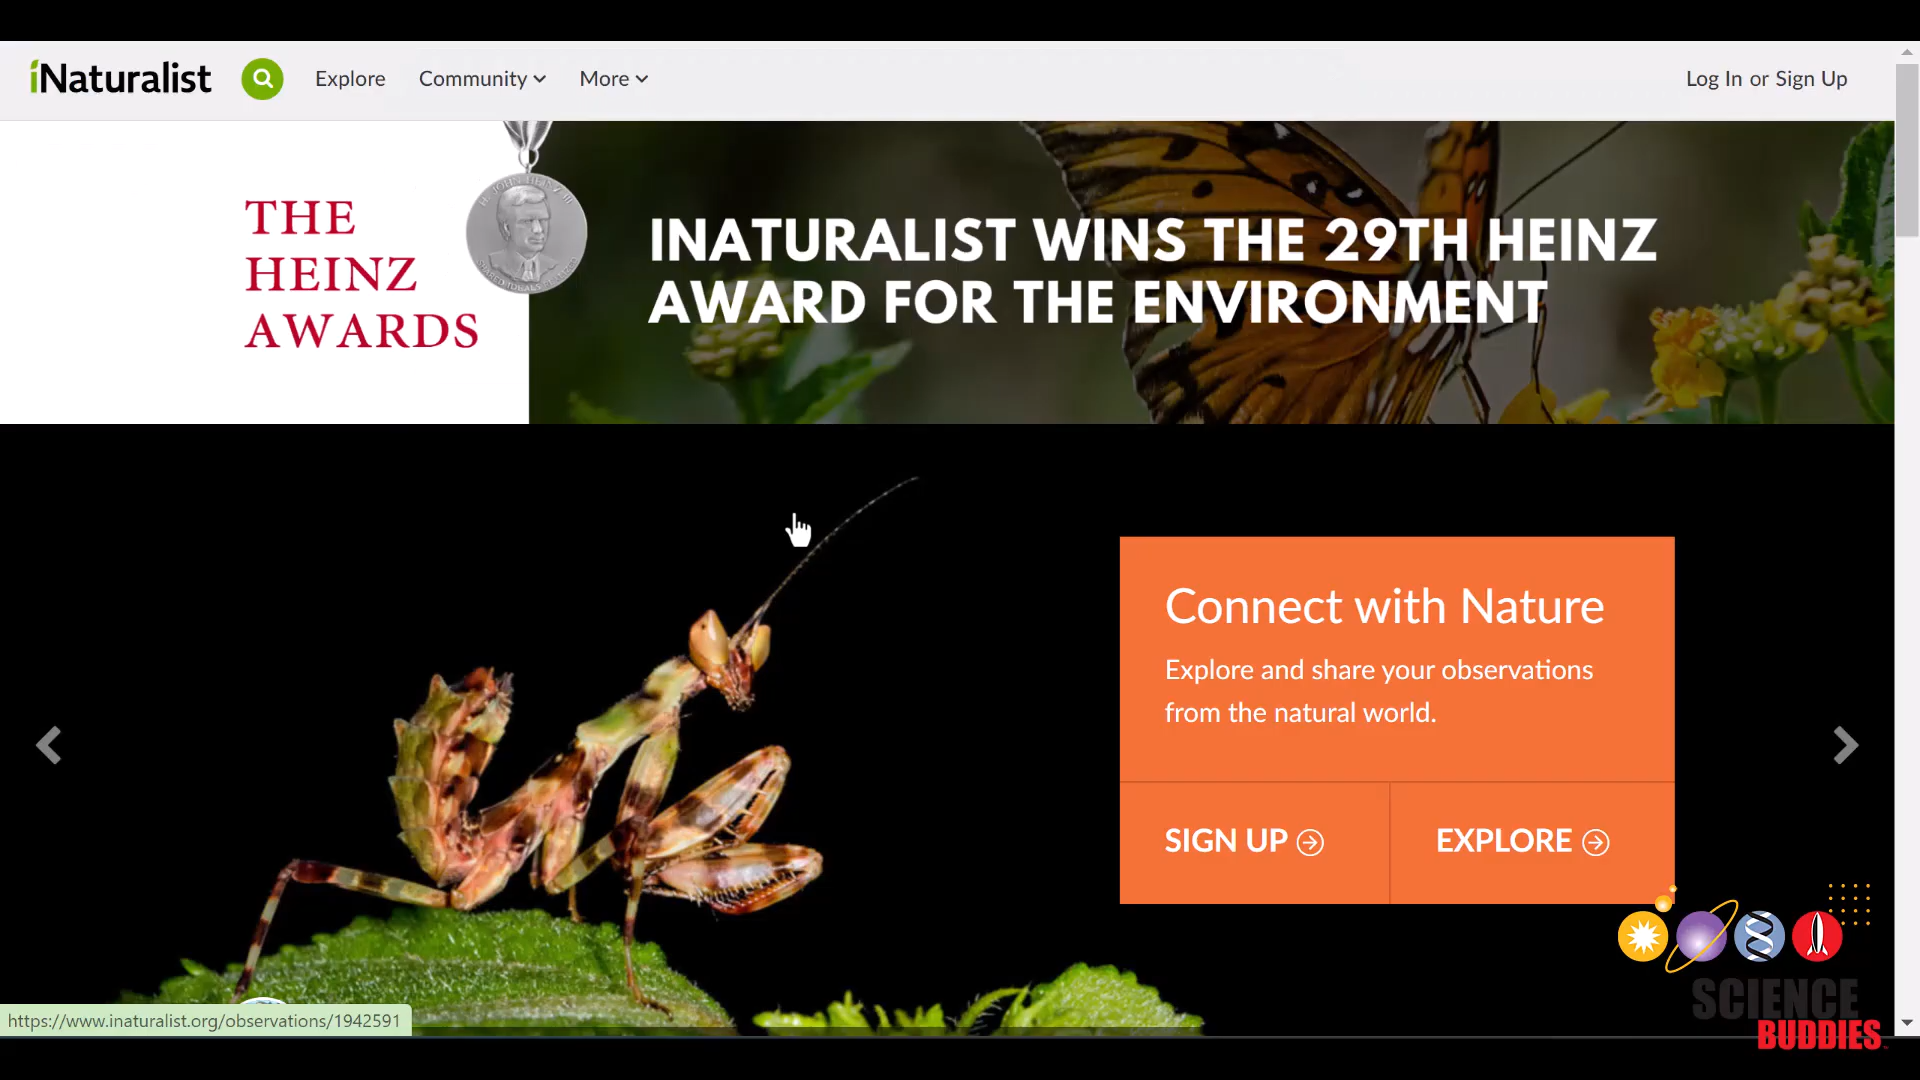 iNaturalist
Explore
Community
More
Log In or Sign Up
THE
HEINZ
AWARDS
INATURALIST WINS THE 29TH HEINZ
AWARD FOR THE ENVIRONMENT
Connect with Nature
Explore and share your observations
from the natural world.
SIGN UP
EXPLORE
https://www.inaturalist.org/observations/1942591
SCIENCE
BUDDIES